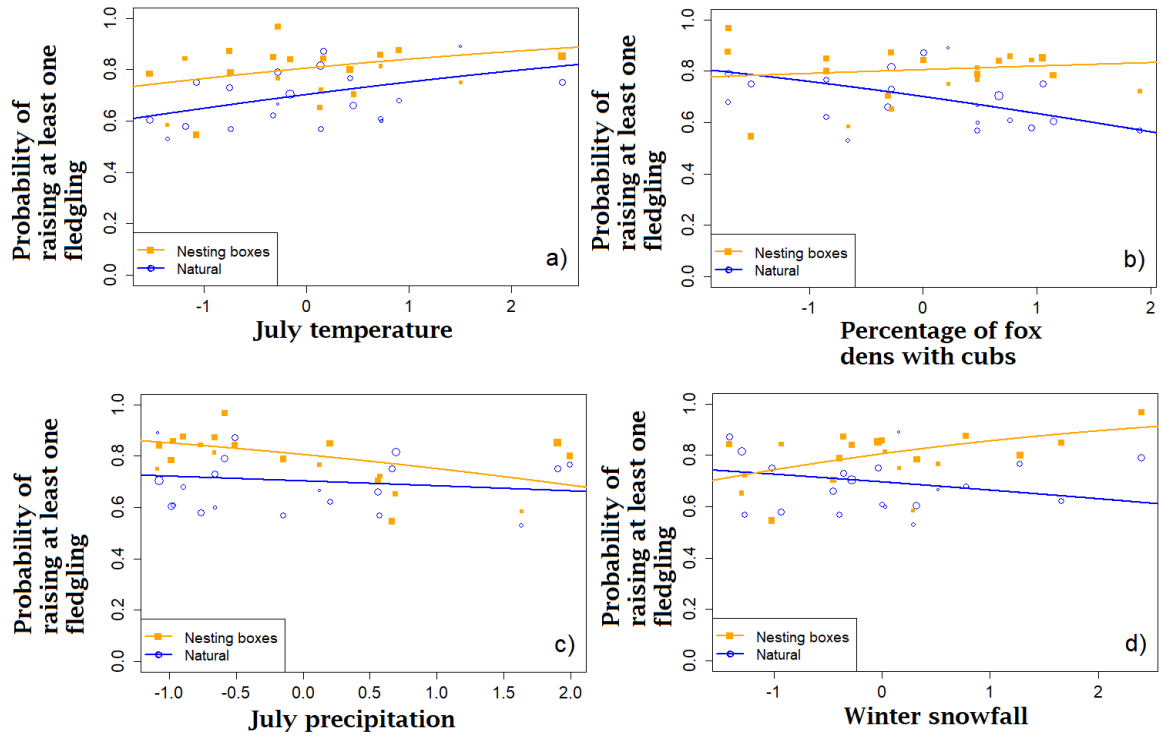 Probability of
raising at least one
fledgling
0.0
0.2
0.4
0.6
0.8
1.0
Nesting boxes
Natural
a)
-1
0
1
2
July temperature
Probability of
raising at least one
fledgling
0.0
0.2
0.4
0.6
0.8
1.0
Nesting boxes
Natural
b)
-1
0
1
2
Percentage of fox
dens with cubs
Probability of
raising at least one
fledgling
0.0
0.2
0.4
0.6
0.8
1.0
Nesting boxes
Natural
c)
-1.0
-0.5
0.0
0.5
1.0
1.5
2.0
July precipitation
Probability of
raising at least one
fledgling
0.0
0.2
0.4
0.6
0.8
1.0
Nesting boxes
Natural
d)
-1
0
1
2
Winter snowfall